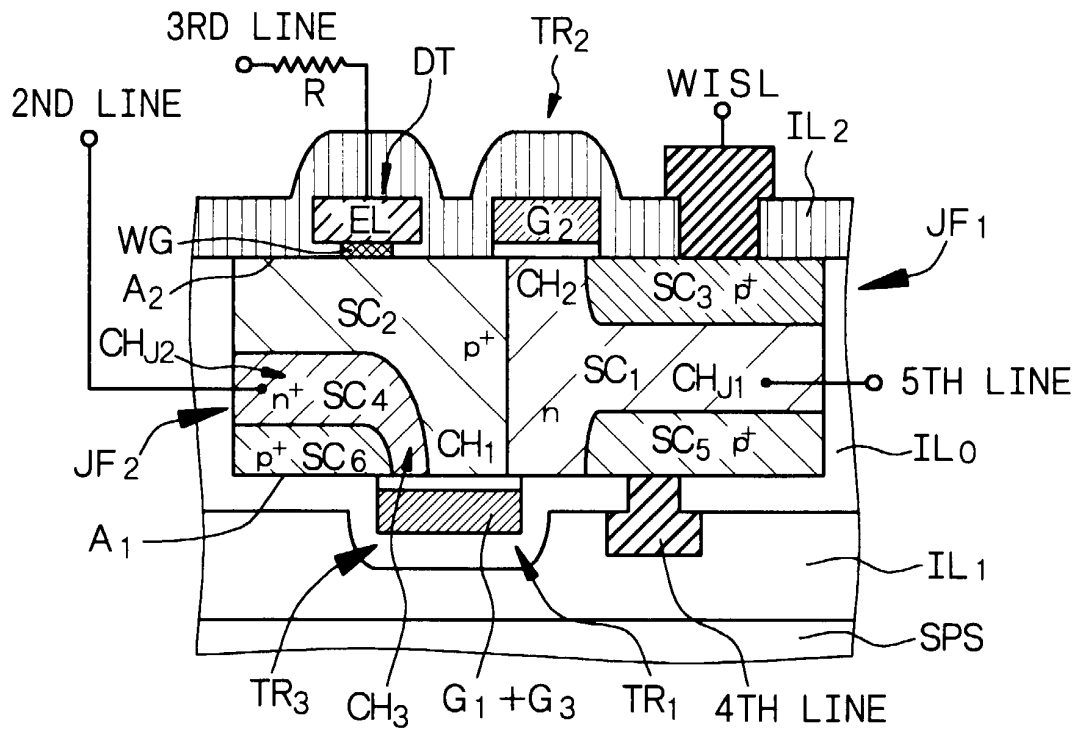 3RD LINE
R
DT
TR₂
WISL
2ND LINE
IL₂
EL
G₂
WG
JF₁
A₂
CH₂
SC₃ p⁺
SC₂
CHJ2
p⁺
SC₁
CHJ1
5TH LINE
n⁺
SC₄
n
JF₂
p⁺
SC₆
CH₁
SC₅ p⁺
IL₀
A₁
IL₁
SPS
TR₃
CH₃
G₁+G₃
TR₁
4TH LINE